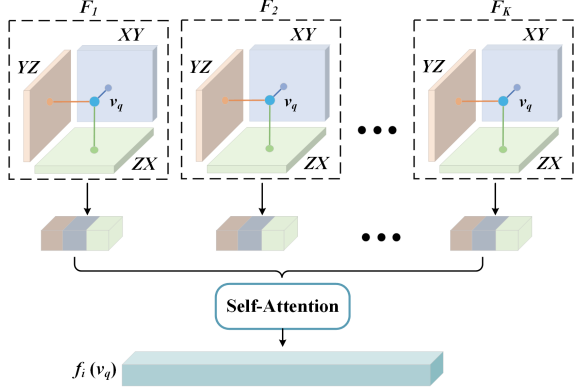 F1 F2 FK
XY XY XY
YZ YZ YZ
vq vq vq
ZX ZX ZX
Self-Attention
fi (vq)